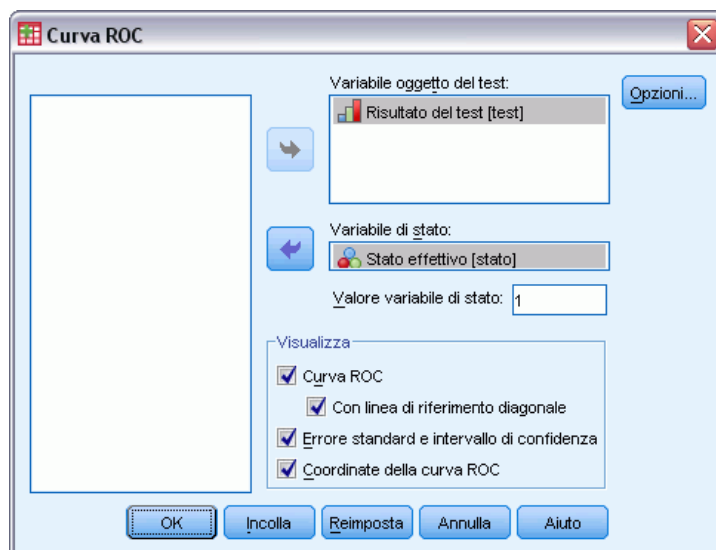 Curva ROC
Variabile oggetto del test:
Risultato del test [test]
Opzioni...
Variabile di stato:
Stato effettivo [stato]
Valore variabile di stato: 1
Visualizza
Curva ROC
Con linea di riferimento diagonale
Errore standard e intervallo di confidenza
Coordinate della curva ROC
OK Incolla Reimposta Annulla Aiuto